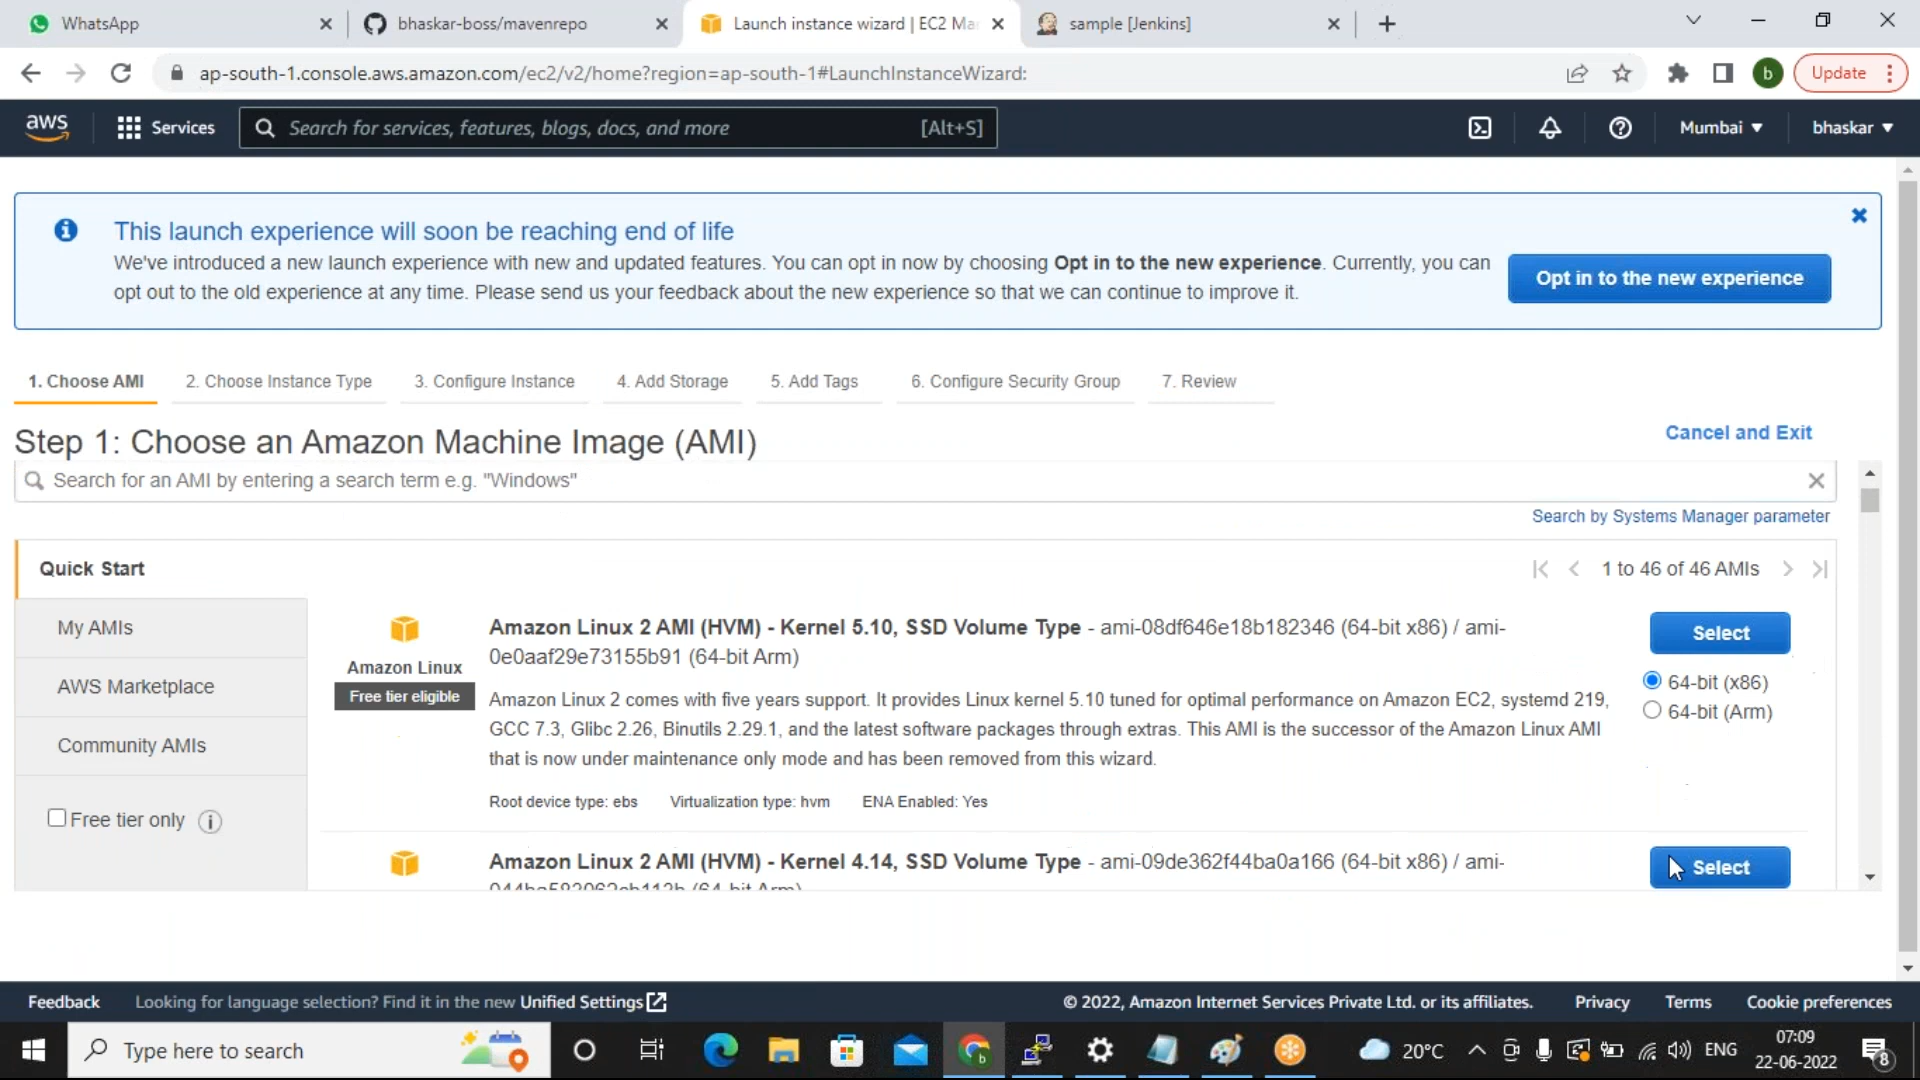 WhatsApp
bhaskar-boss/mavenrepo
Launch instance wizard | EC2 Ma
sample [Jenkins]
ap-south-1.console.aws.amazon.com/ec2/v2/home?region=ap-south-1#LaunchInstanceWizard:
b
Update
aws
Services
Search for services, features, blogs, docs, and more
[Alt+S]
Mumbai
bhaskar
This launch experience will soon be reaching end of life
We've introduced a new launch experience with new and updated features. You can opt in now by choosing Opt in to the new experience. Currently, you can
opt out to the old experience at any time. Please send us your feedback about the new experience so that we can continue to improve it.
Opt in to the new experience
1. Choose AMI
2. Choose Instance Type
3. Configure Instance
4. Add Storage
5. Add Tags
6. Configure Security Group
7. Review
Step 1: Choose an Amazon Machine Image (AMI)
Cancel and Exit
Search for an AMI by entering a search term e.g. "Windows"
Search by Systems Manager parameter
Quick Start
1 to 46 of 46 AMIs
My AMIs
AWS Marketplace
Community AMIs
Free tier only
Amazon Linux
Free tier eligible
Amazon Linux 2 AMI (HVM) - Kernel 5.10, SSD Volume Type - ami-08df646e18b182346 (64-bit x86) / ami-
0e0aaf29e73155b91 (64-bit Arm)
Amazon Linux 2 comes with five years support. It provides Linux kernel 5.10 tuned for optimal performance on Amazon EC2, systemd 219,
GCC 7.3, Glibc 2.26, Binutils 2.29.1, and the latest software packages through extras. This AMI is the successor of the Amazon Linux AMI
that is now under maintenance only mode and has been removed from this wizard.
Root device type: ebs
Virtualization type: hvm
ENA Enabled: Yes
Select
64-bit (x86)
64-bit (Arm)
Amazon Linux 2 AMI (HVM) - Kernel 4.14, SSD Volume Type - ami-09de362f44ba0a166 (64-bit x86) / ami-
Select
Feedback
Looking for language selection? Find it in the new Unified Settings
© 2022, Amazon Internet Services Private Ltd. or its affiliates.
Privacy
Terms
Cookie preferences
Type here to search
20°C
ENG
07:09
22-06-2022
8